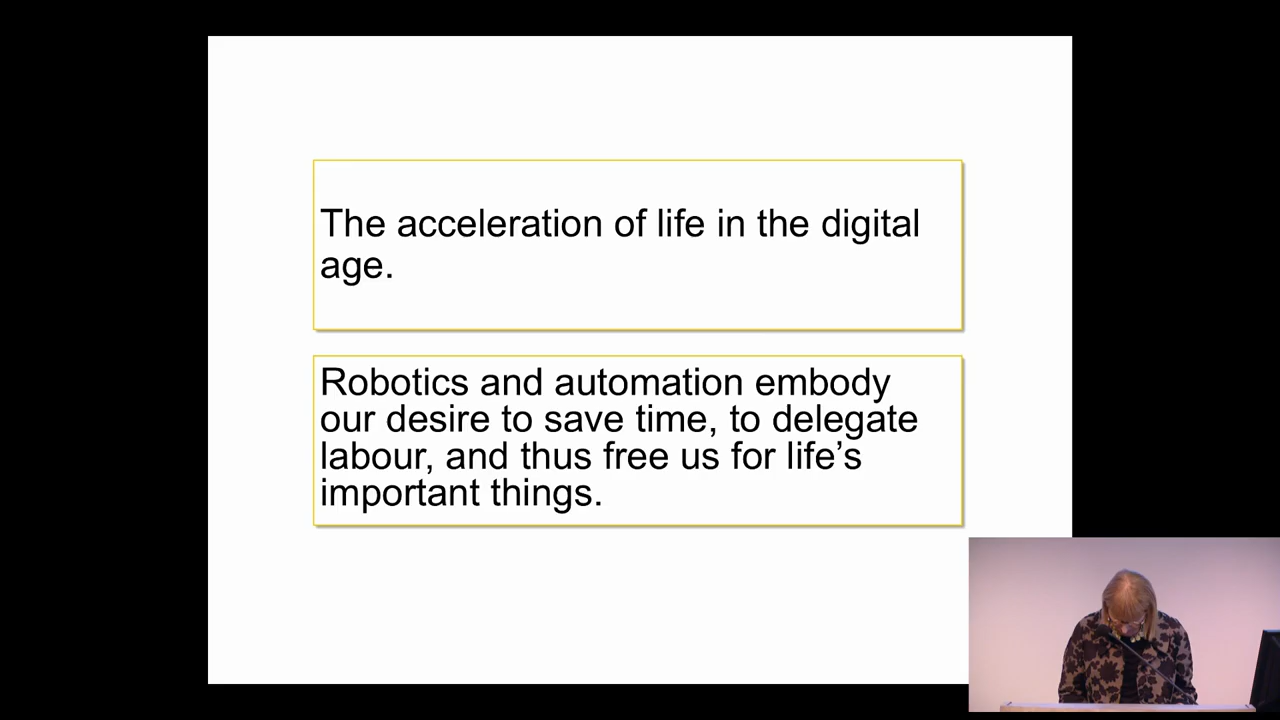 The acceleration of life in the digital
age.
Robotics and automation embody
our desire to save time, to delegate
labour, and thus free us for life’s
important things.